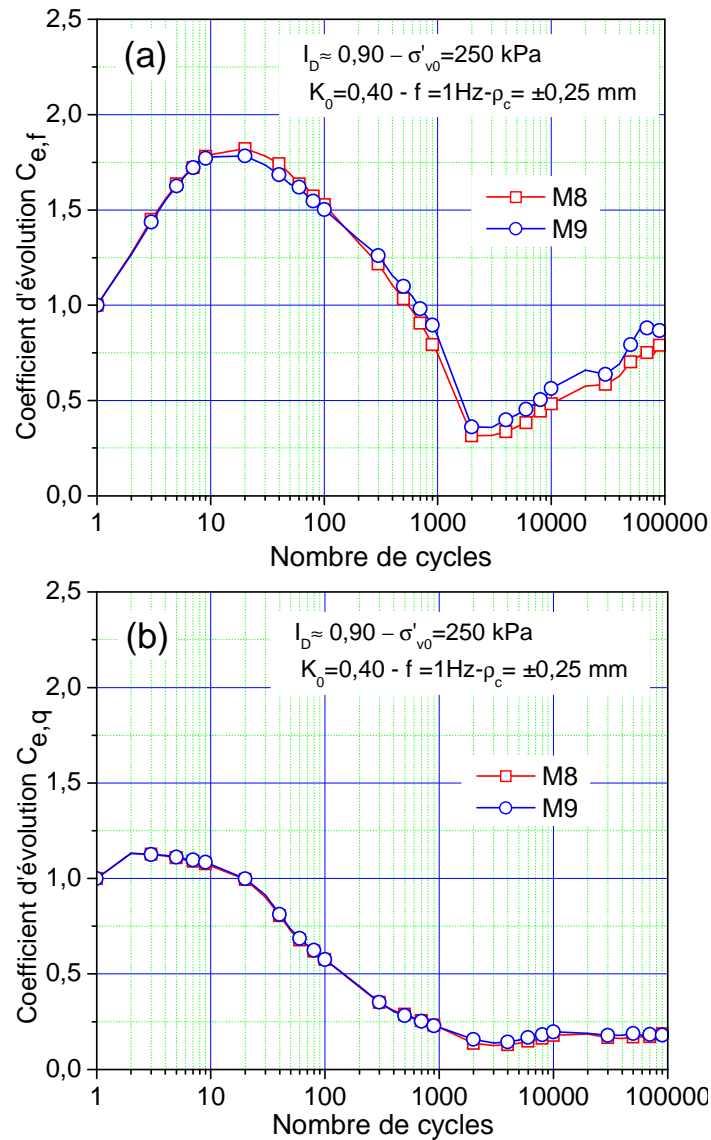 2,5
(a)
I_D≈ 0,90 – σ'_v0=250 kPa
K_0=0,40 - f =1Hz-ρ_c= ±0,25 mm
2,0
M8
M9
1,5
1,0
0,5
0,0
Coefficient d'évolution C_e,f
1 10 100 1000 10000 100000
Nombre de cycles
2,5
(b)
I_D≈ 0,90 – σ'_v0=250 kPa
K_0=0,40 - f =1Hz-ρ_c= ±0,25 mm
2,0
M8
M9
1,5
1,0
0,5
0,0
Coefficient d'évolution C_e,q
1 10 100 1000 10000 100000
Nombre de cycles